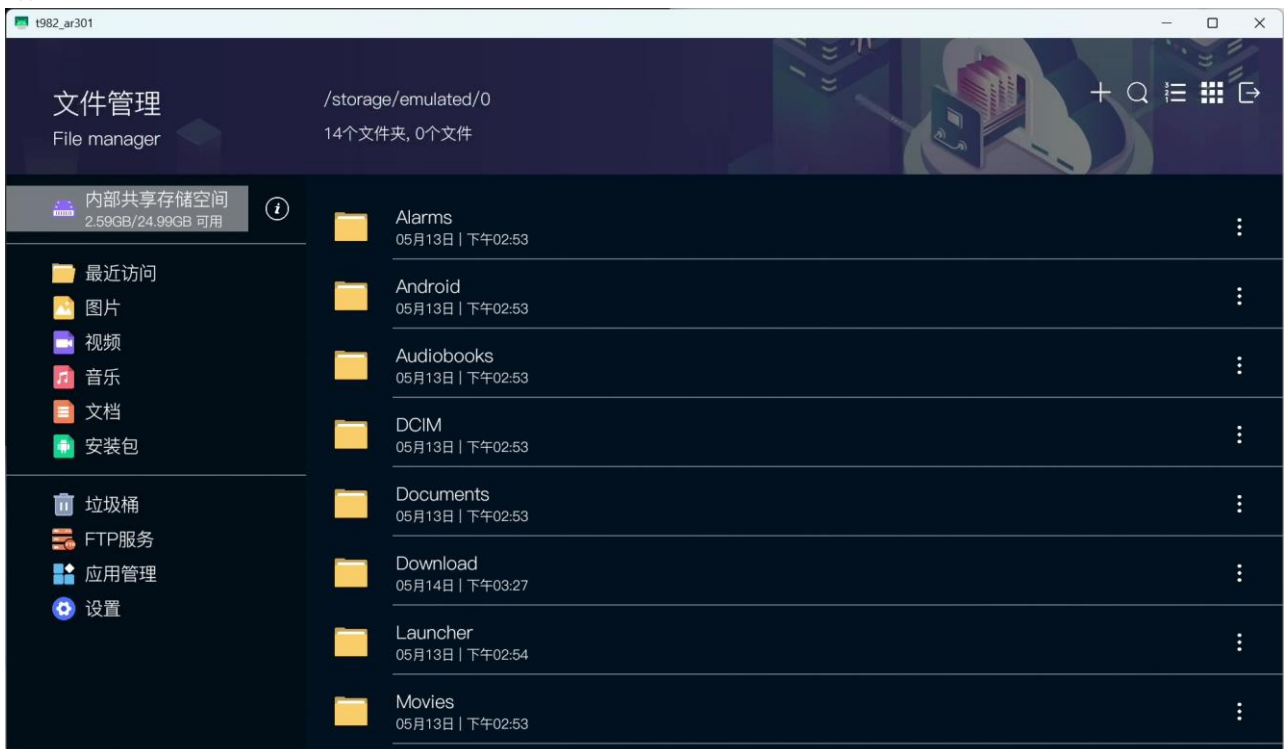 t982_ar301
文件管理
File manager
/storage/emulated/0
14个文件夹, 0个文件
内部共享存储空间
2.59GB/24.99GB 可用
最近访问
图片
视频
音乐
文档
安装包
垃圾桶
FTP服务
应用管理
设置
Alarms
05月13日 | 下午02:53
Android
05月13日 | 下午02:53
Audiobooks
05月13日 | 下午02:53
DCIM
05月13日 | 下午02:53
Documents
05月13日 | 下午02:53
Download
05月14日 | 下午03:27
Launcher
05月13日 | 下午02:54
Movies
05月13日 | 下午02:53